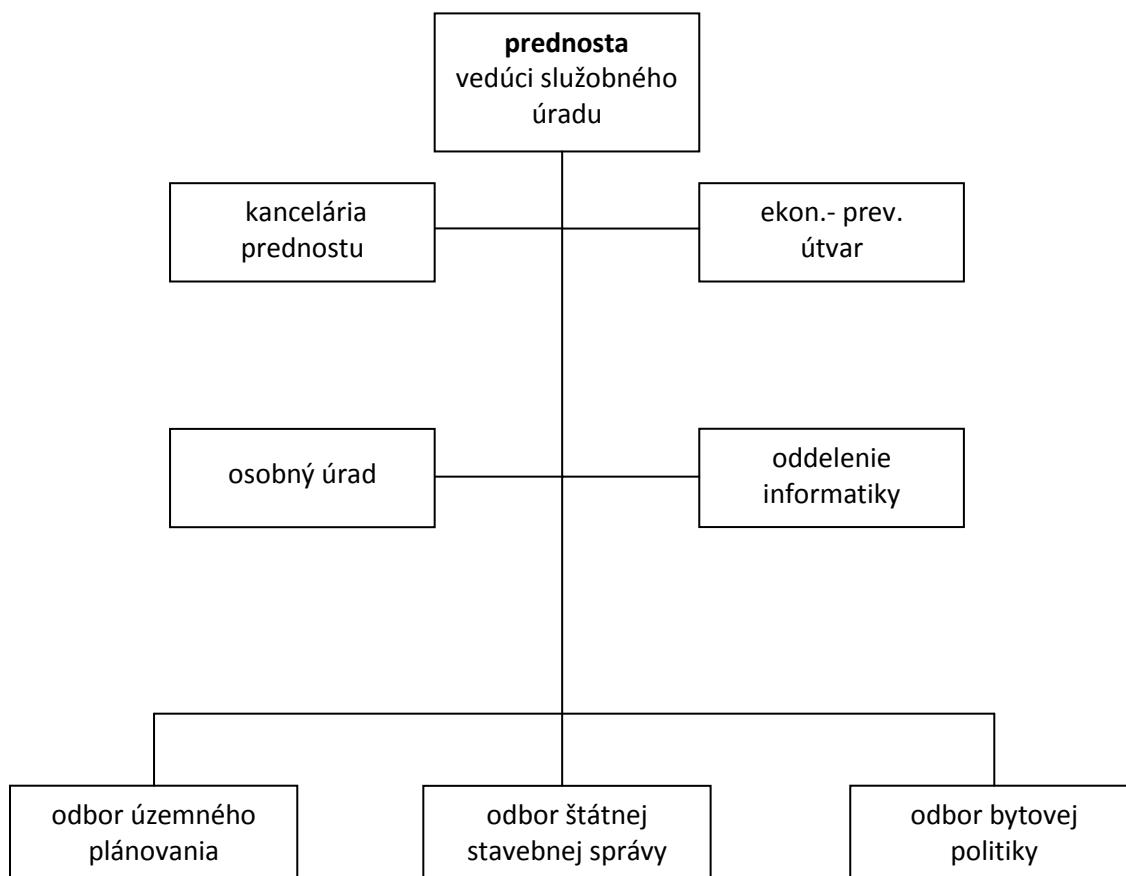 prednosta
vedúci služobného
úradu
kancelária
prednostu
ekon.- prev.
útvar
osobný úrad
oddelenie
informatiky
odbor územného
plánovania
odbor štátnej
stavebnej správy
odbor bytovej
politiky